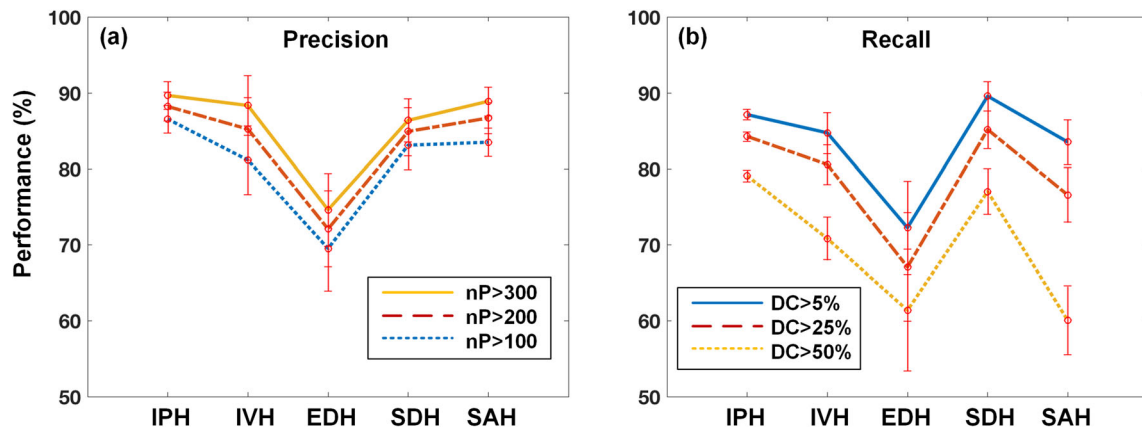 (a) Precision
Performance (%)
100
90
80
70
60
50
IPH IVH EDH SDH SAH
nP>300
nP>200
nP>100
(b) Recall
100
90
80
70
60
50
IPH IVH EDH SDH SAH
DC>5%
DC>25%
DC>50%